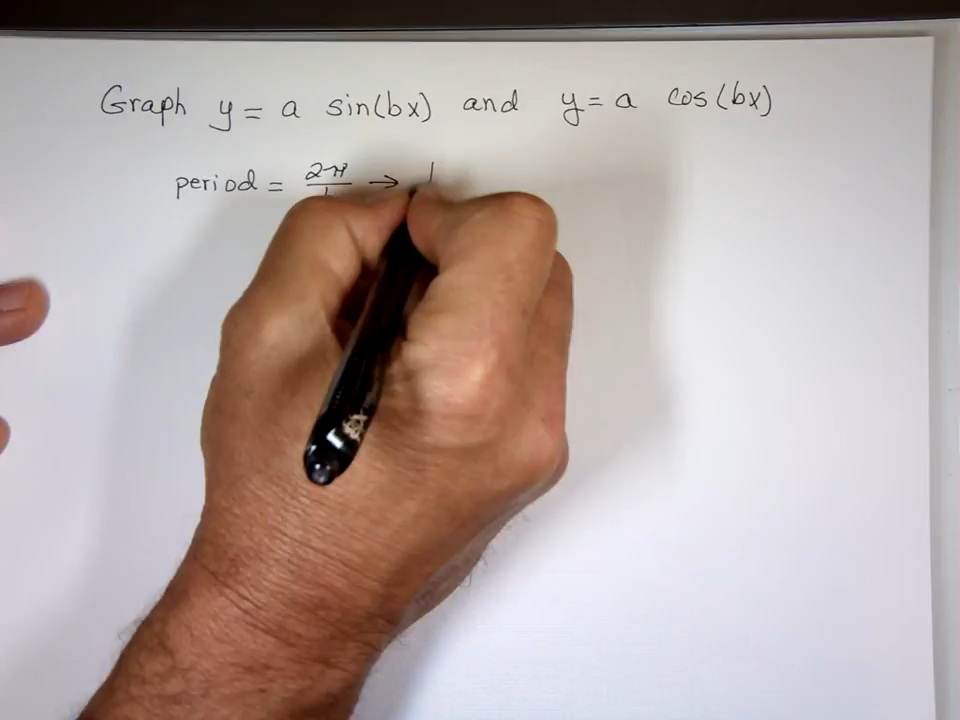 Graph y = a sin(bx) and y = a cos(bx)
period = 2π →